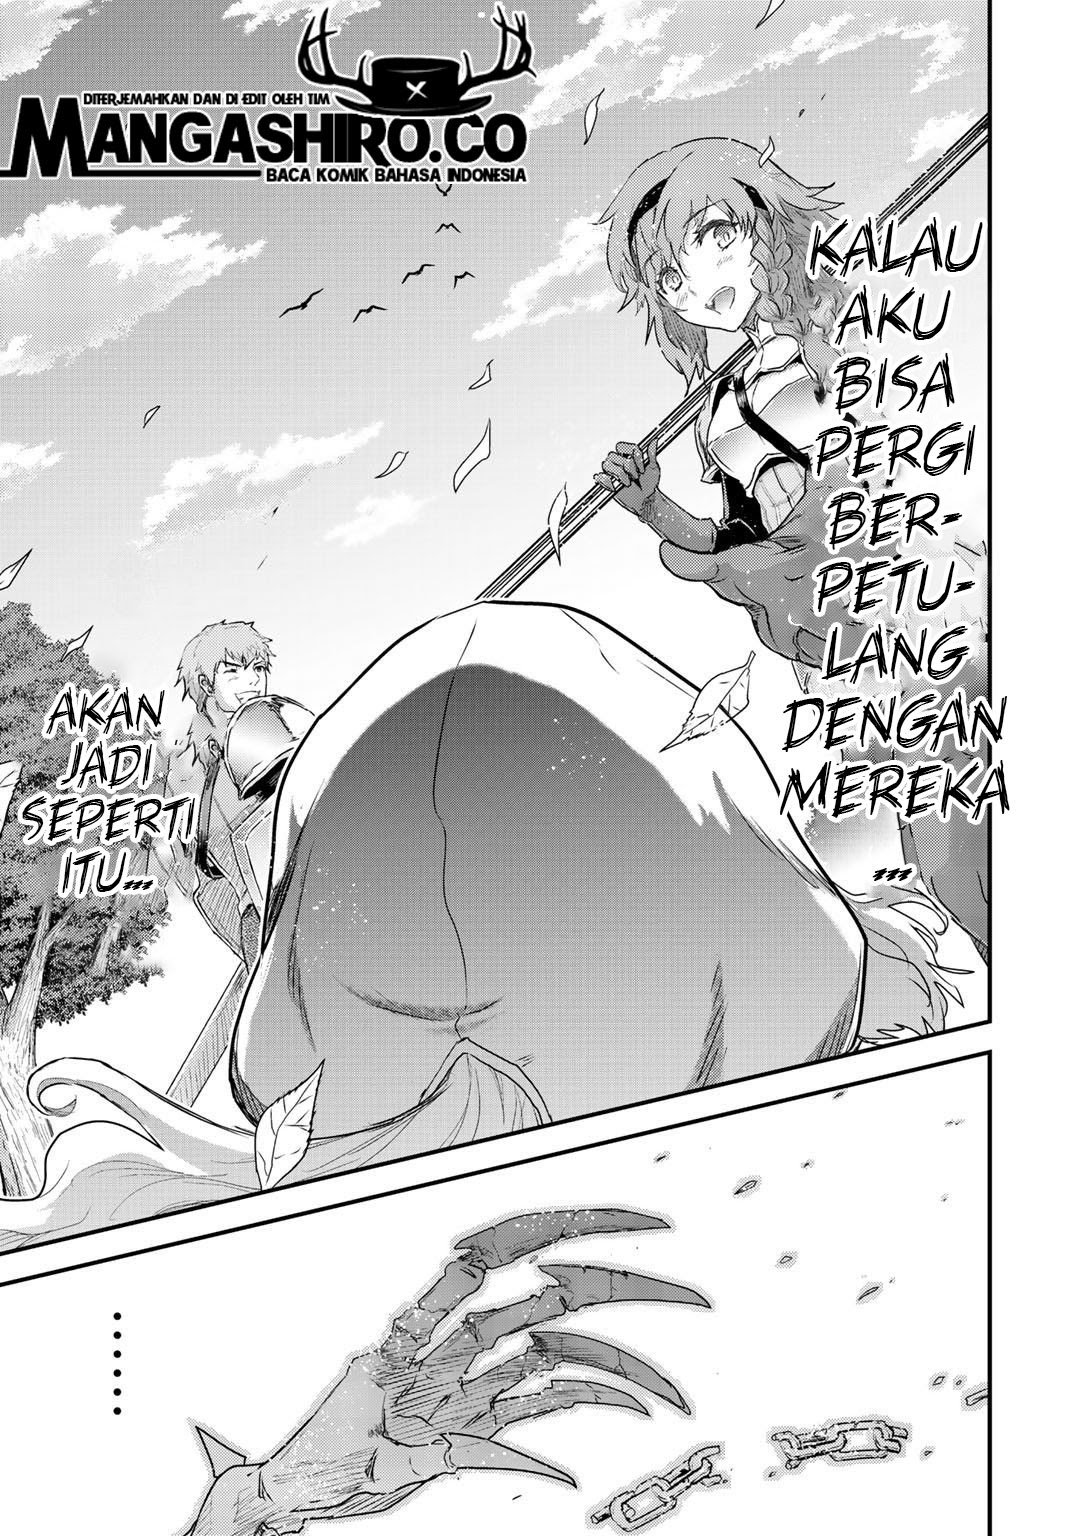 DITERJEMAHKAN DAN DI EDIT OLEH TIM
MANGASHIRO.CO
BACA KOMIK BAHASA INDONESIA
KALAU
AKU
BISA
PERGI
BER-
PETU-
LANG
DENGAN
MEREKA
...
AKAN
JADI
SEPERTI
ITU...
......